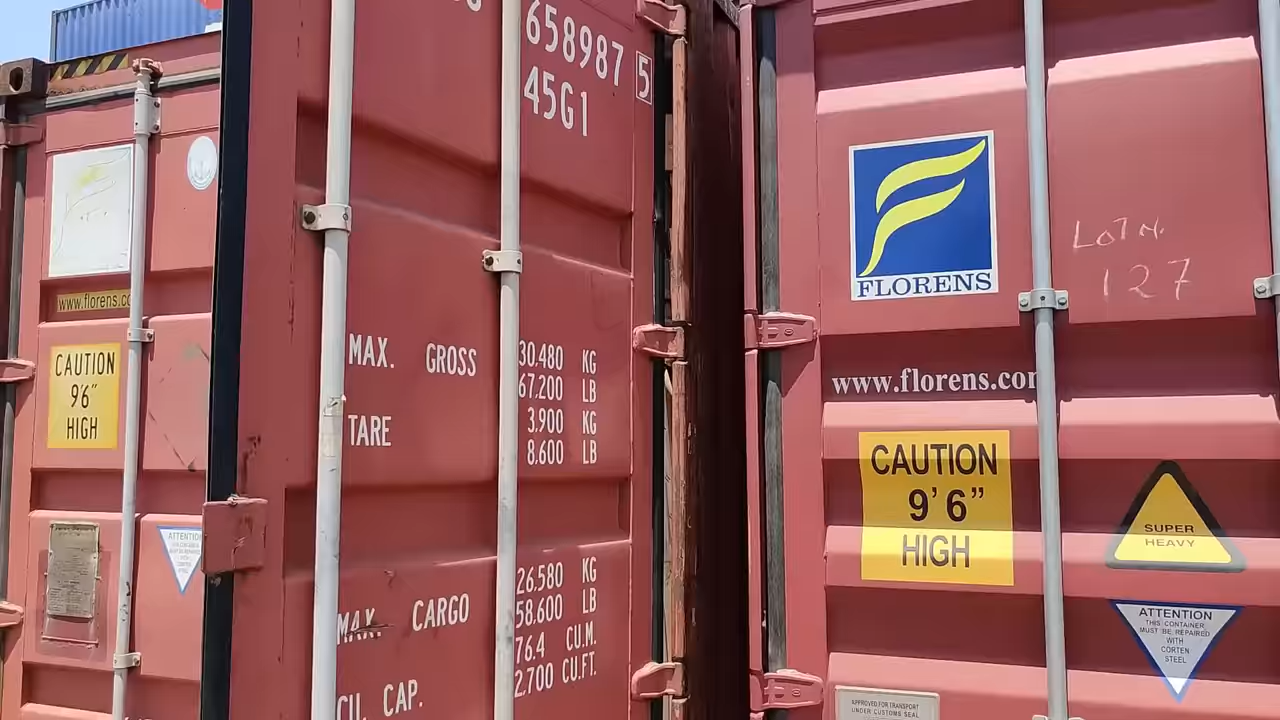 www.florens.co
CAUTION
9'6"
HIGH
ATTENTION
658987 5
45G1
MAX. GROSS 30.480 KG
67,200 LB
TARE 3.900 KG
8.600 LB
26.580 KG
58.600 LB
MAX. CARGO
76.4 CU.M.
2.700 CU.FT.
CU. CAP.
FLORENS
LOT N.
127
www.florens.com
CAUTION
9'6"
HIGH
SUPER
HEAVY
ATTENTION
THIS CONTAINER
MUST BE REPAIRED
WITH
CORTEN
STEEL
APPROVED FOR TRANSPORT
UNDER CUSTOMS SEAL